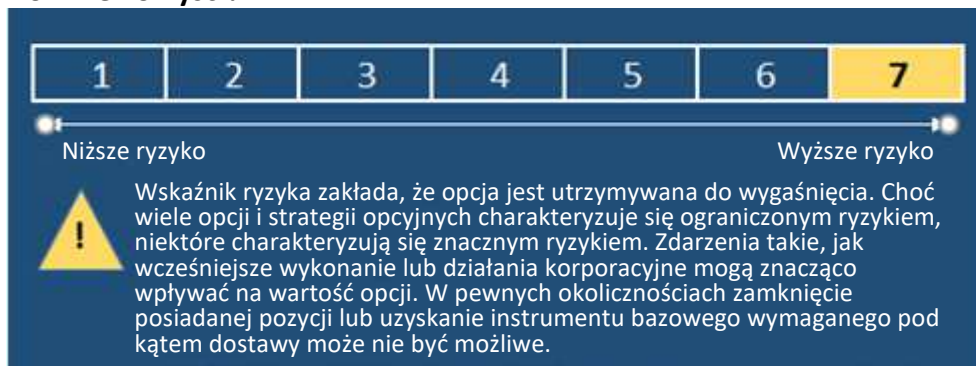 1 2 3 4 5 6 7
Niższe ryzyko Wyższe ryzyko
Wskaźnik ryzyka zakłada, że opcja jest utrzymywana do wygaśnięcia. Choć
! wiele opcji i strategii opcyjnych charakteryzuje się ograniczonym ryzykiem,
niektóre charakteryzują się znacznym ryzykiem. Zdarzenia takie, jak
wcześniejsze wykonanie lub działania korporacyjne mogą znacząco
wpływać na wartość opcji. W pewnych okolicznościach zamknięcie
posiadanej pozycji lub uzyskanie instrumentu bazowego wymaganego pod
kątem dostawy może nie być możliwe.